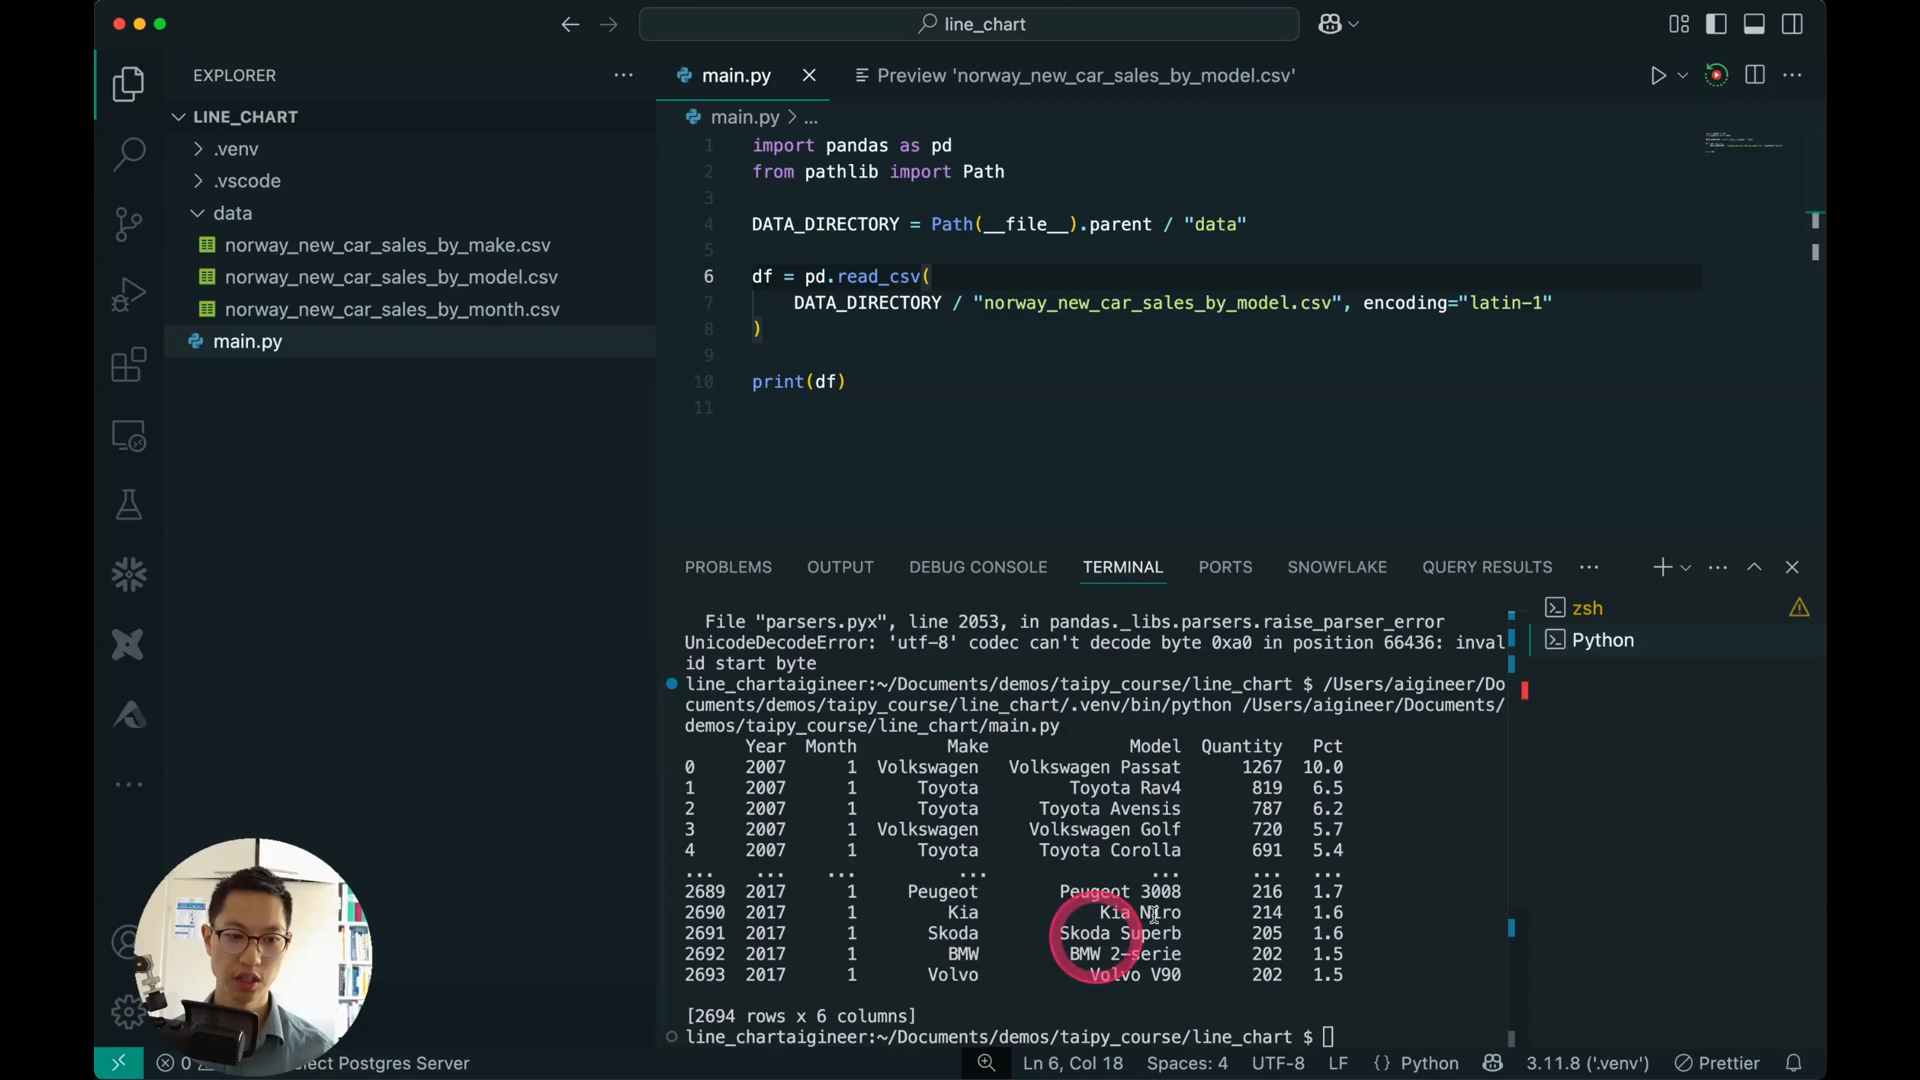 line_chart
EXPLORER
LINE_CHART
.venv
.vscode
data
norway_new_car_sales_by_make.csv
norway_new_car_sales_by_model.csv
norway_new_car_sales_by_month.csv
main.py
main.py
Preview 'norway_new_car_sales_by_model.csv'
main.py > ...
1 import pandas as pd
2 from pathlib import Path
3
4 DATA_DIRECTORY = Path(__file__).parent / "data"
5
6 df = pd.read_csv(
7 DATA_DIRECTORY / "norway_new_car_sales_by_model.csv", encoding="latin-1"
8 )
9
10 print(df)
11
PROBLEMS OUTPUT DEBUG CONSOLE TERMINAL PORTS SNOWFLAKE QUERY RESULTS
File "parsers.pyx", line 2053, in pandas._libs.parsers.raise_parser_error
UnicodeDecodeError: 'utf-8' codec can't decode byte 0xa0 in position 66436: inval
id start byte
line_chartaigineer:~/Documents/demos/taipy_course/line_chart $ /Users/aigineer/Do
cuments/demos/taipy_course/line_chart/.venv/bin/python /Users/aigineer/Documents/
demos/taipy_course/line_chart/main.py
Year Month Make Model Quantity Pct
0 2007 1 Volkswagen Volkswagen Passat 1267 10.0
1 2007 1 Toyota Toyota Rav4 819 6.5
2 2007 1 Toyota Toyota Avensis 787 6.2
3 2007 1 Volkswagen Volkswagen Golf 720 5.7
4 2007 1 Toyota Toyota Corolla 691 5.4
... ... ... ... ... ... ...
2689 2017 1 Peugeot Peugeot 3008 216 1.7
2690 2017 1 Kia Kia Niro 214 1.6
2691 2017 1 Skoda Skoda Superb 205 1.6
2692 2017 1 BMW BMW 2-serie 202 1.5
2693 2017 1 Volvo Volvo V90 202 1.5
[2694 rows x 6 columns]
line_chartaigineer:~/Documents/demos/taipy_course/line_chart $
zsh
Python
0
Postgres Server
Ln 6, Col 18
Spaces: 4
UTF-8
LF
{ } Python
3.11.8 ('.venv')
Prettier